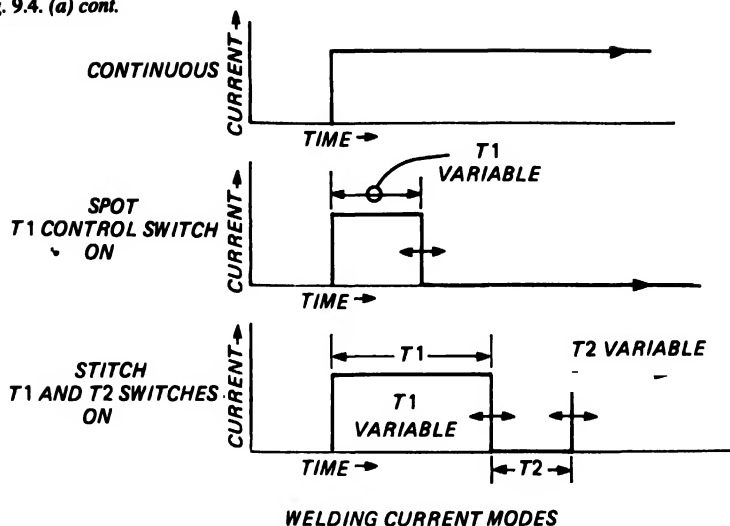 9.4. (a) cont.
CONTINUOUS
CURRENT
TIME
T1
VARIABLE
SPOT
T1 CONTROL SWITCH
ON
CURRENT
TIME
STITCH
T1 AND T2 SWITCHES
ON
CURRENT
T1
T2 VARIABLE
T1
VARIABLE
TIME
T2
WELDING CURRENT MODES